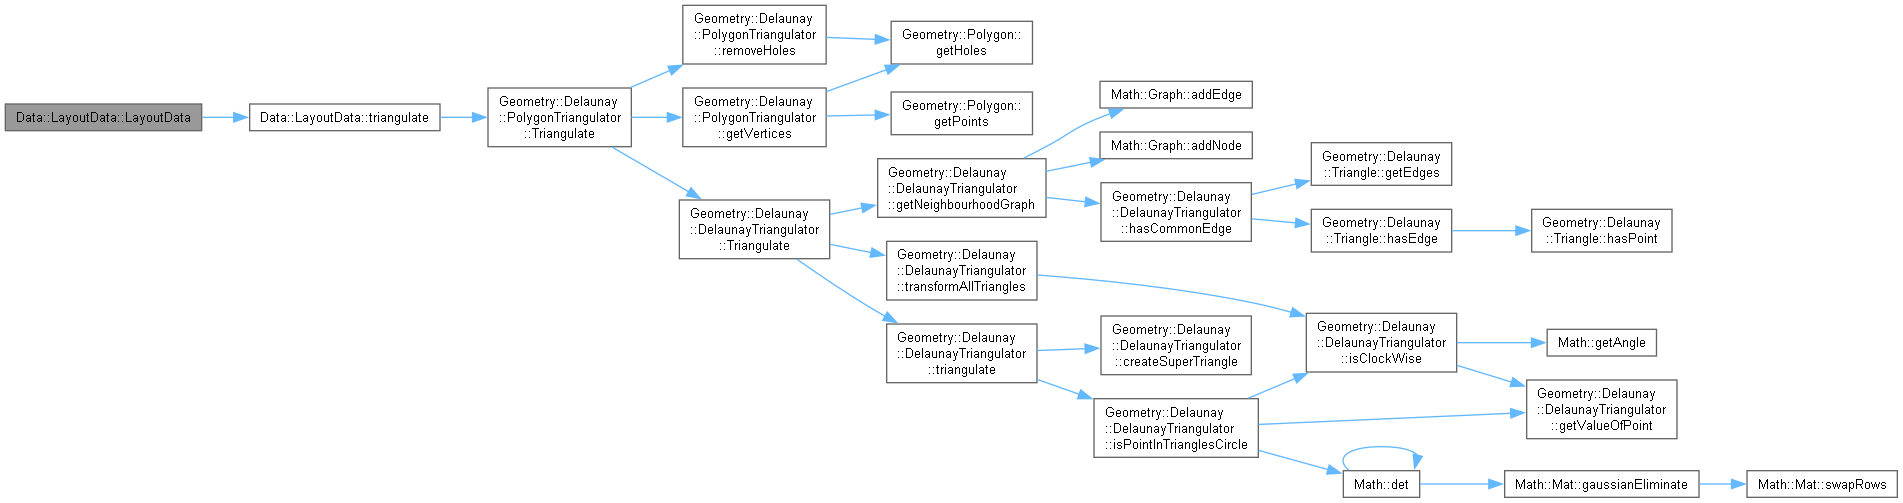 Data::LayoutData::LayoutData
Data::LayoutData::triangulate
Geometry::Delaunay
::PolygonTriangulator
::Triangulate
Geometry::Delaunay
::PolygonTriangulator
::removeHoles
Geometry::Polygon::
getHoles
Geometry::Delaunay
::PolygonTriangulator
::getVertices
Geometry::Polygon::
getPoints
Geometry::Delaunay
::DelaunayTriangulator
::Triangulate
Geometry::Delaunay
::DelaunayTriangulator
::getNeighbourhoodGraph
Math::Graph::addEdge
Math::Graph::addNode
Geometry::Delaunay
::DelaunayTriangulator
::hasCommonEdge
Geometry::Delaunay
::Triangle::getEdges
Geometry::Delaunay
::Triangle::hasEdge
Geometry::Delaunay
::Triangle::hasPoint
Geometry::Delaunay
::DelaunayTriangulator
::transformAllTriangles
Geometry::Delaunay
::DelaunayTriangulator
::triangulate
Geometry::Delaunay
::DelaunayTriangulator
::createSuperTriangle
Geometry::Delaunay
::DelaunayTriangulator
::isPointInTrianglesCircle
Geometry::Delaunay
::DelaunayTriangulator
::isClockWise
Math::getAngle
Geometry::Delaunay
::DelaunayTriangulator
::getValueOfPoint
Math::det
Math::Mat::gaussianEliminate
Math::Mat::swapRows